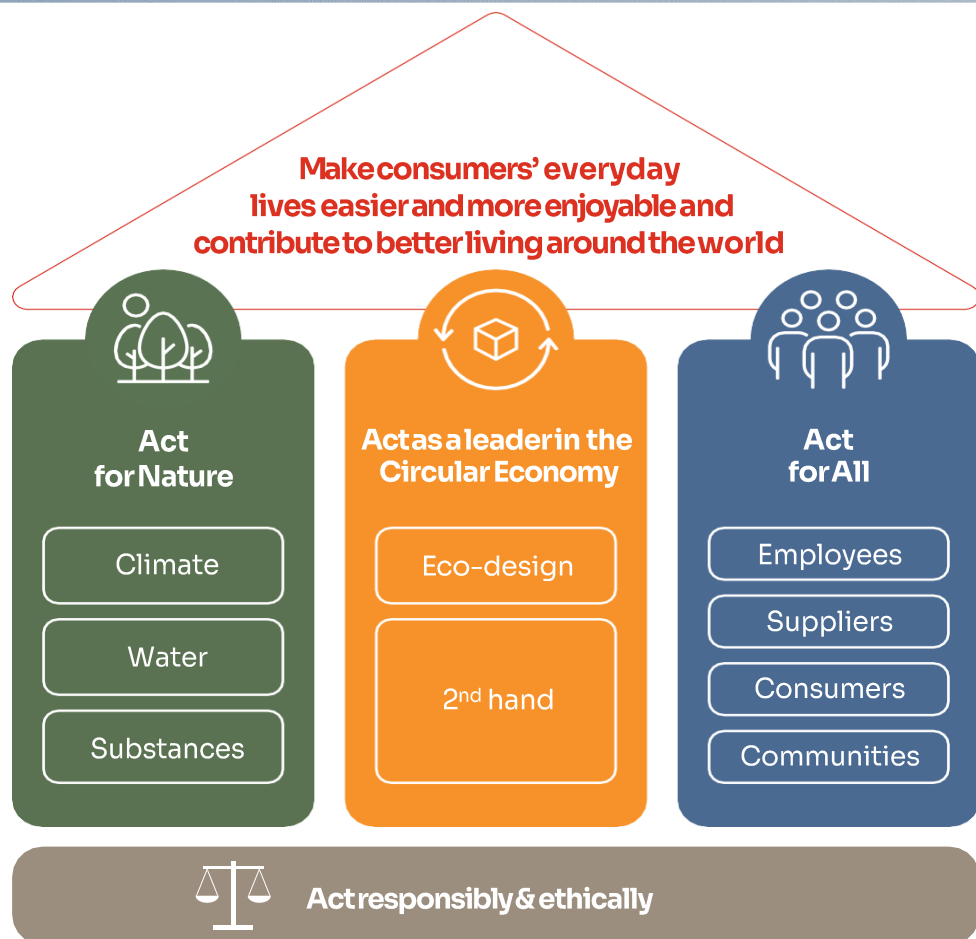 Make consumers' everyday
lives easier and more enjoyable and
contribute to better living around the world
Act
for Nature
Climate
Water
Substances
Act as a leader in the
Circular Economy
Eco-design
2nd hand
Act
for All
Employees
Suppliers
Consumers
Communities
Act responsibly & ethically